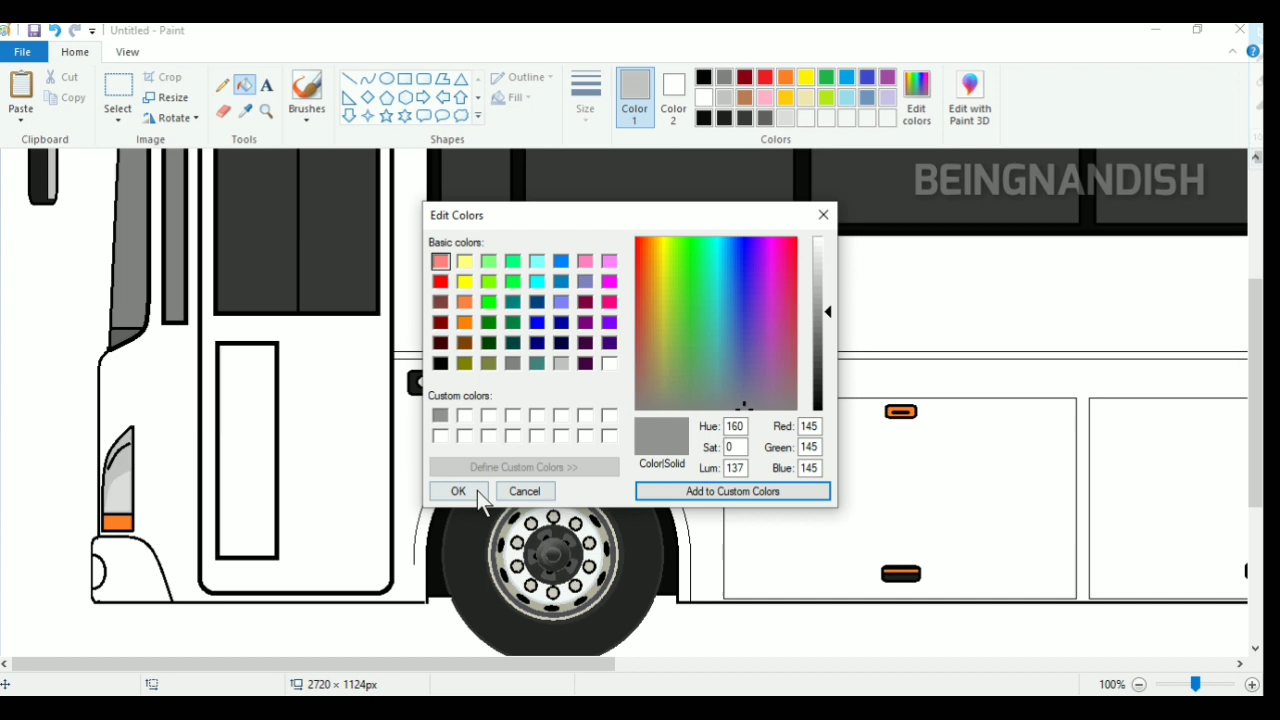 Untitled - Paint
File
Home
View
Paste
Cut
Copy
Clipboard
Select
Crop
Resize
Rotate
Image
A
Tools
Brushes
Shapes
Outline
Fill
Size
Color
1
Color
2
Edit
colors
Colors
Edit with
Paint 3D
BEINGNANDISH
Edit Colors
Basic colors:
Custom colors:
Define Custom Colors >>
OK
Cancel
Color|Solid
Hue: 160
Sat: 0
Lum: 137
Red: 145
Green: 145
Blue: 145
Add to Custom Colors
2720 × 1124px
100%